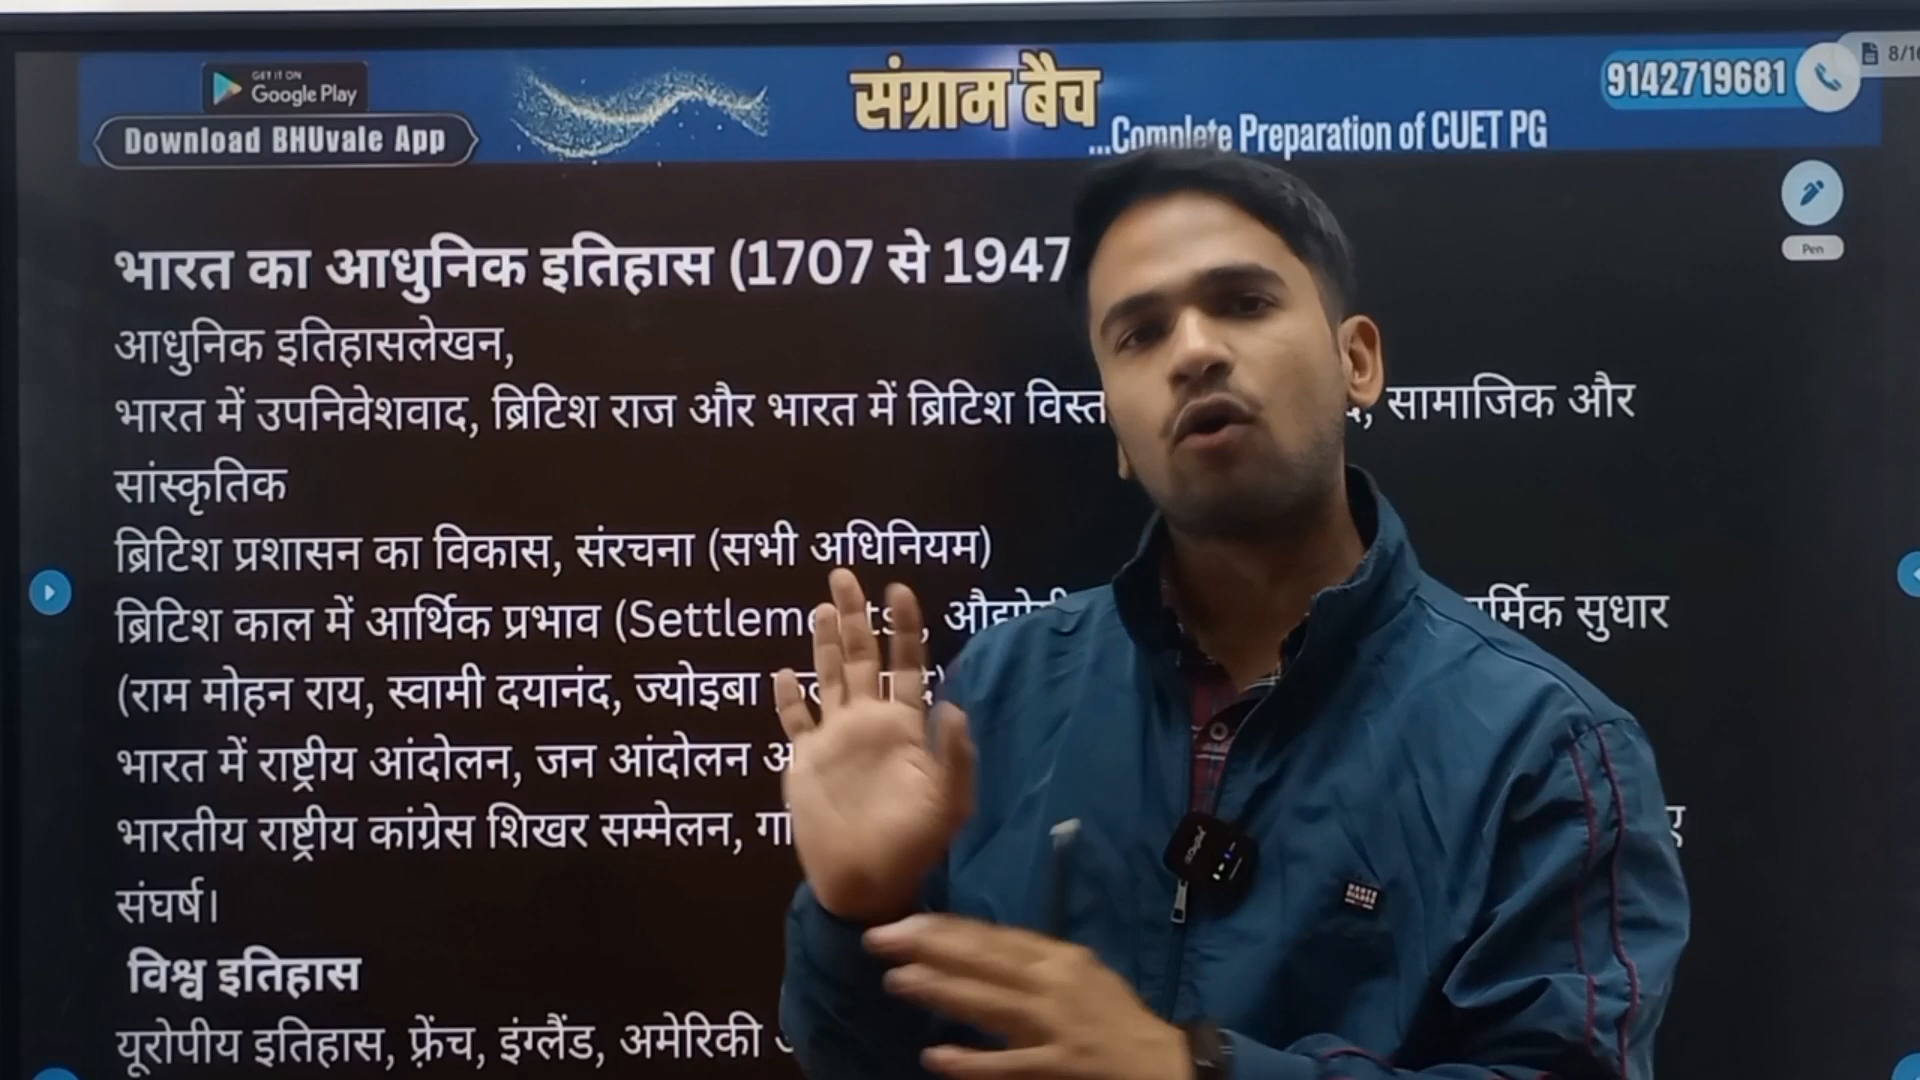 GET IT ON
Google Play
Download BHUvale App
संग्राम बैच
...Complete Preparation of CUET PG
9142719681
8/16
Pen
भारत का आधुनिक इतिहास (1707 से 1947
आधुनिक इतिहासलेखन,
भारत में उपनिवेशवाद, ब्रिटिश राज और भारत में ब्रिटिश सामाजिक और
सांस्कृतिक
ब्रिटिश प्रशासन का विकास, संरचना (सभी अधिनियम)
ब्रिटिश काल में आर्थिक प्रभाव (Settlements, सुधार
(राम मोहन राय, स्वामी दयानंद, ज्योइबा
भारत में राष्ट्रीय आंदोलन, जन आंदोलन
भारतीय राष्ट्रीय कांग्रेस शिखर सम्मेलन,
संघर्ष।
विश्व इतिहास
यूरोपीय इतिहास, फ्रेंच, इंग्लैंड, अमेरिकी